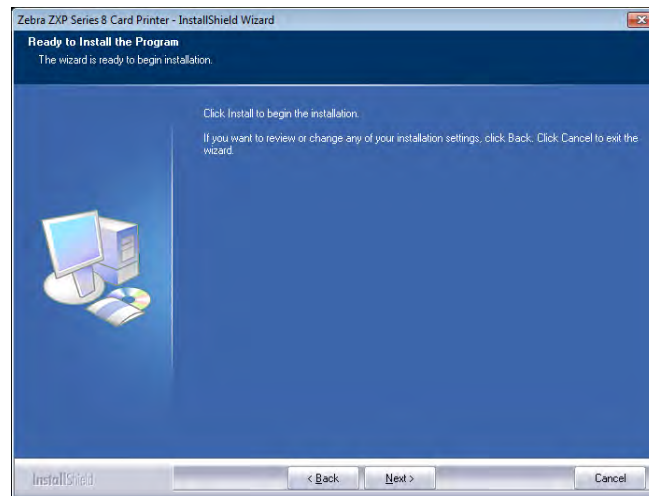 Zebra ZXP Series 8 Card Printer - InstallShield Wizard
Ready to Install the Program
The wizard is ready to begin installation.
Click Install to begin the installation.
If you want to review or change any of your installation settings, click Back. Click Cancel to exit the
wizard.
InstallShield
< Back
Next >
Cancel